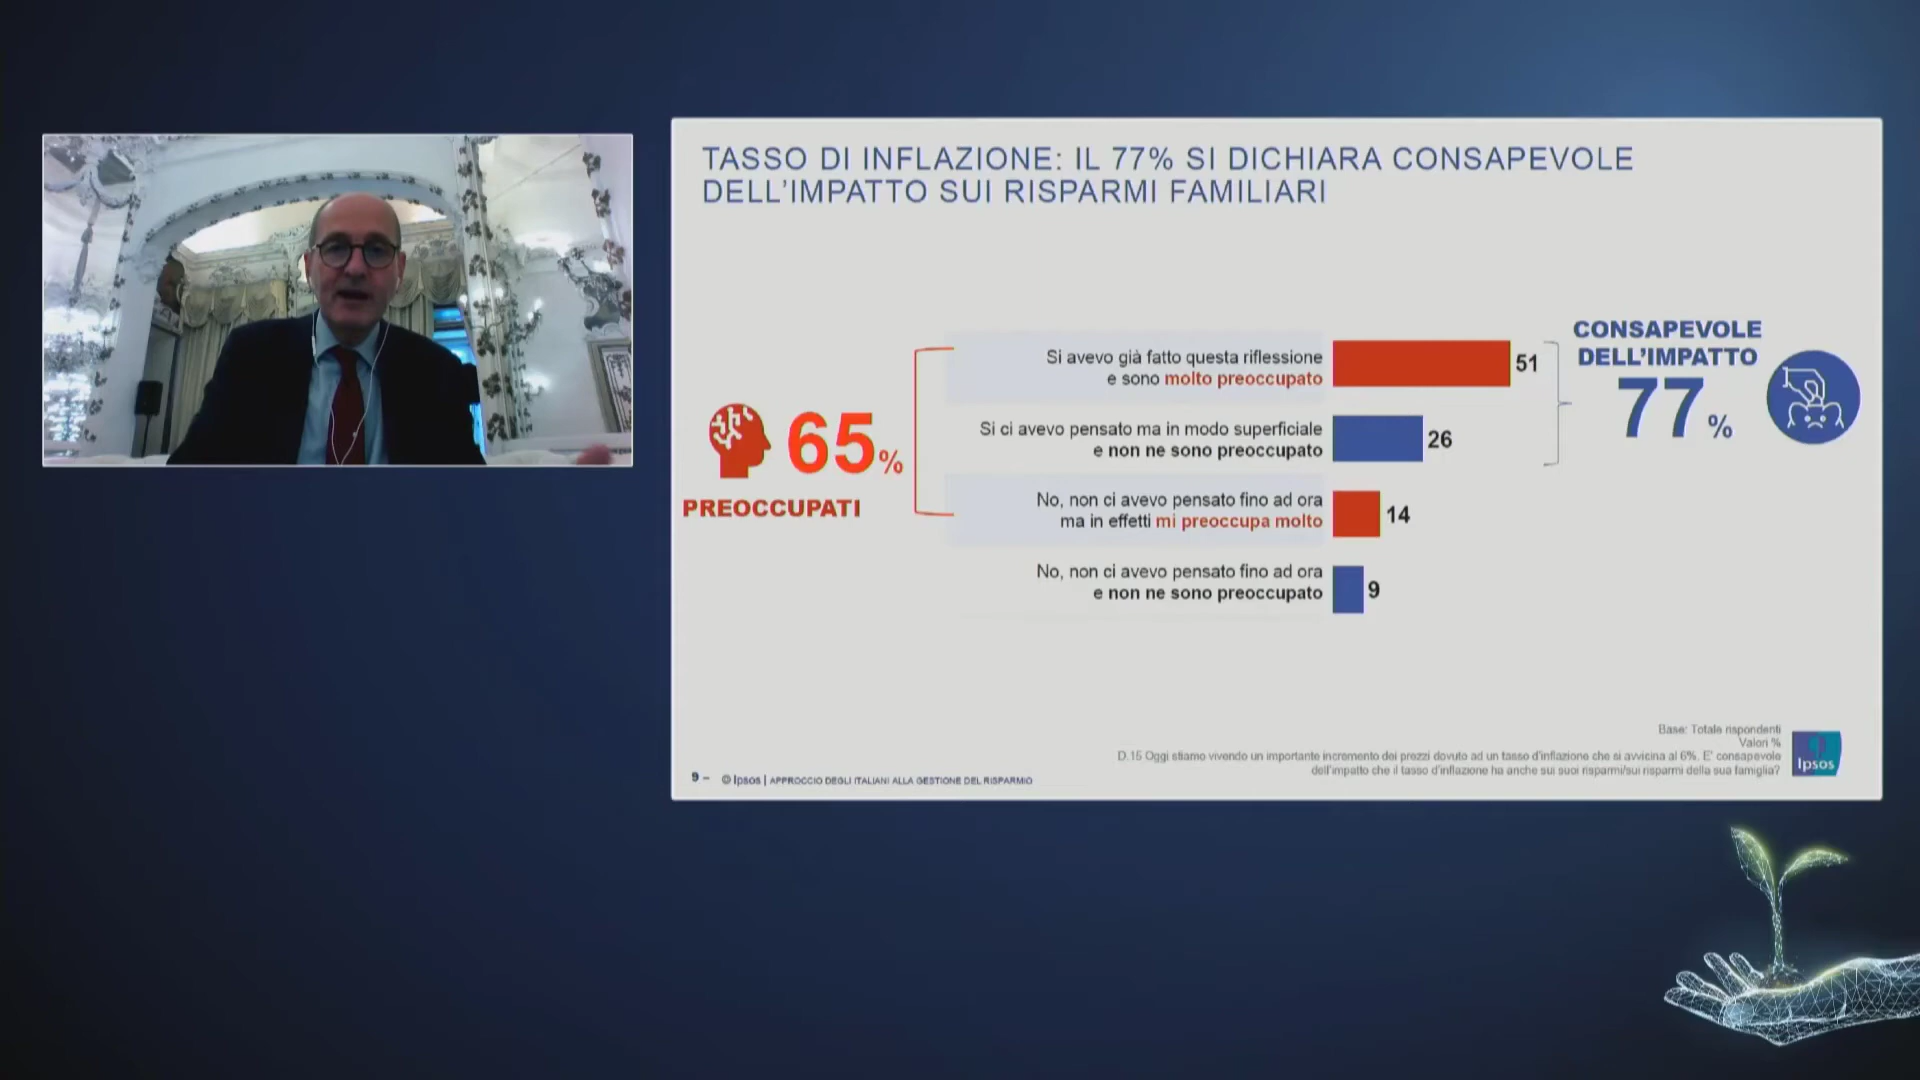 TASSO DI INFLAZIONE: IL 77% SI DICHIARA CONSAPEVOLE
DELL'IMPATTO SUI RISPARMI FAMILIARI
65%
PREOCCUPATI
Si avevo già fatto questa riflessione
e sono molto preoccupato
51
Si ci avevo pensato ma in modo superficiale
e non ne sono preoccupato
26
No, non ci avevo pensato fino ad ora
ma in effetti mi preoccupa molto
14
No, non ci avevo pensato fino ad ora
e non ne sono preoccupato
9
CONSAPEVOLE
DELL'IMPATTO
77%
Base: Totale rispondenti
Valori %
D.15 Oggi stiamo vivendo un importante incremento dei prezzi dovuto ad un tasso d'inflazione che si avvicina al 6%. E' consapevole
dell'impatto che il tasso d'inflazione ha anche sui suoi risparmi/sui risparmi della sua famiglia?
9 – © Ipsos | APPROCCIO DEGLI ITALIANI ALLA GESTIONE DEL RISPARMIO
Ipsos